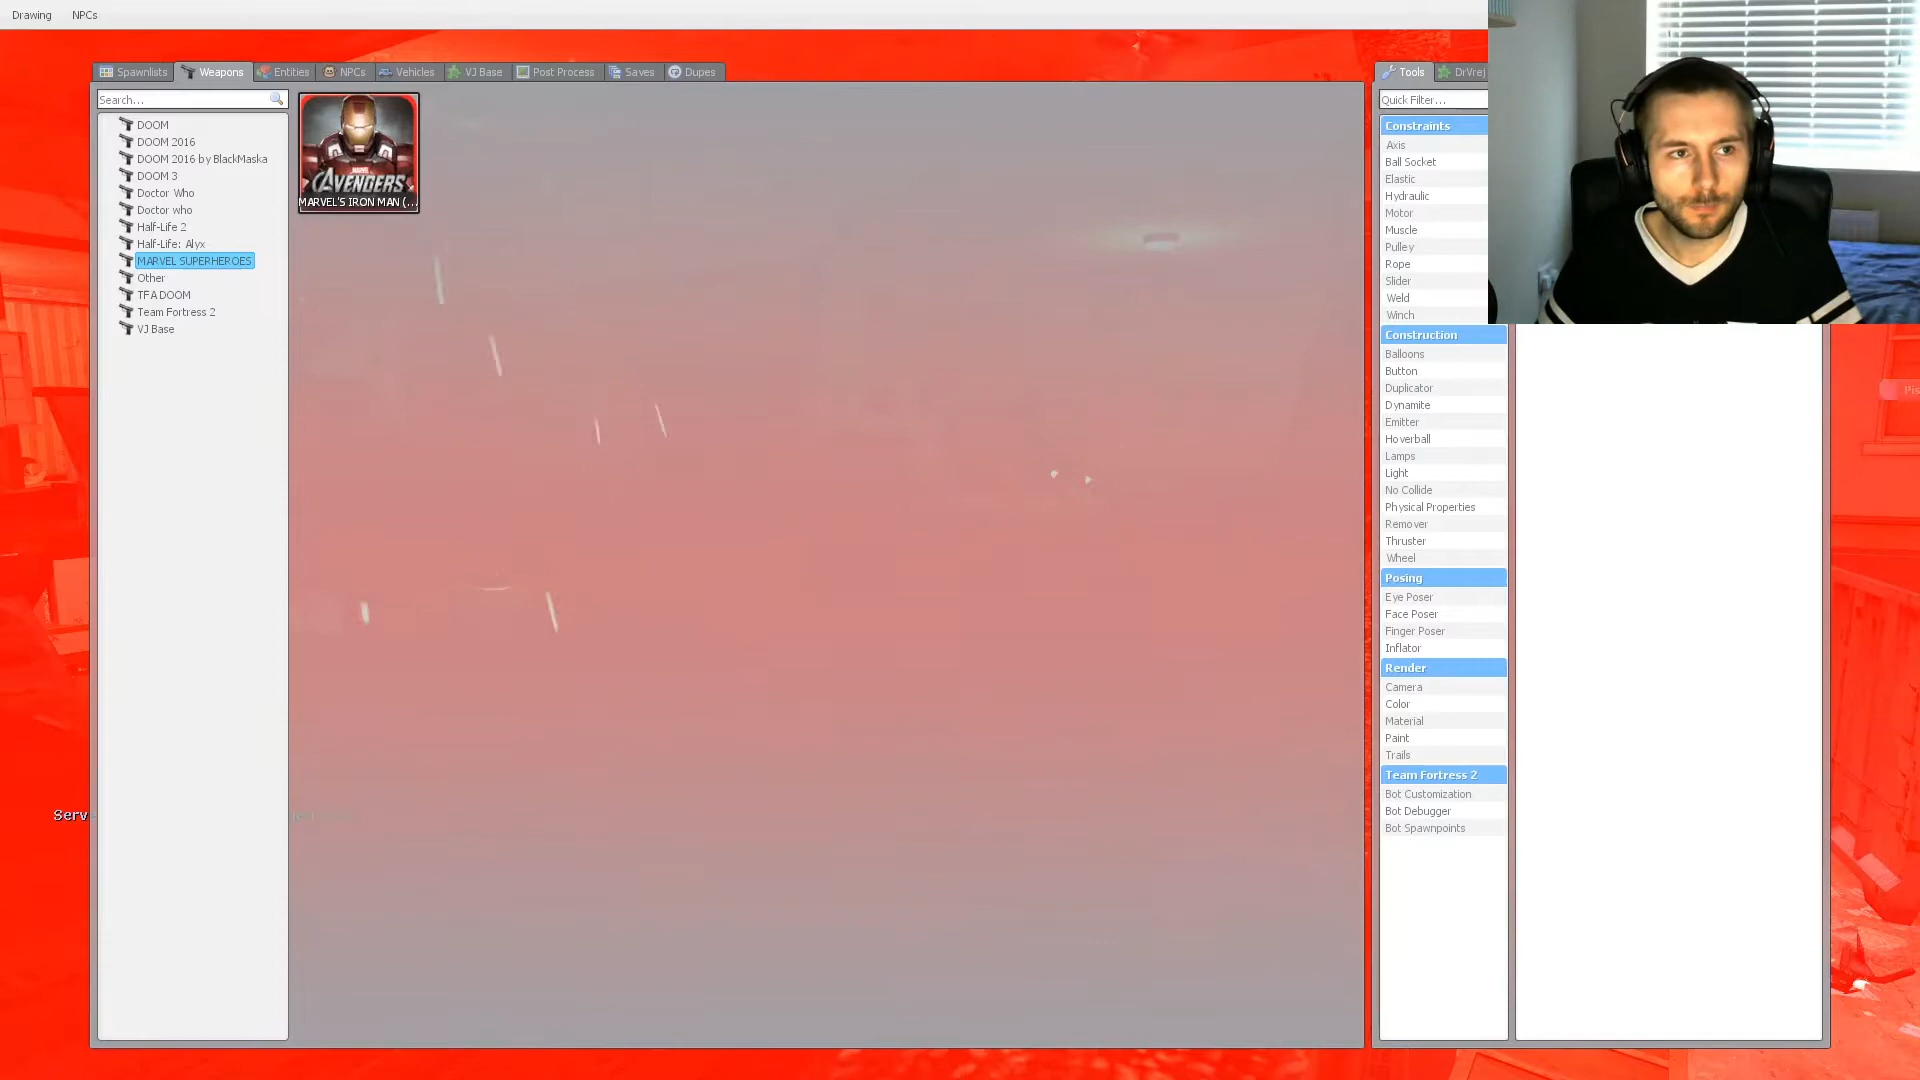 Drawing NPCs
Spawnlists Weapons Entities NPCs Vehicles VJ Base Post Process Saves Dupes
Search...
DOOM
DOOM 2016
DOOM 2016 by BlackMaska
DOOM 3
Doctor Who
Doctor who
Half-Life 2
Half-Life: Alyx
MARVEL SUPERHEROES
Other
TFA DOOM
Team Fortress 2
VJ Base
MARVEL
AVENGERS
MARVEL'S IRON MAN (...
Serv
Tools DrVrej
Quick Filter...
Constraints
Axis
Ball Socket
Elastic
Hydraulic
Motor
Muscle
Pulley
Rope
Slider
Weld
Winch
Construction
Balloons
Button
Duplicator
Dynamite
Emitter
Hoverball
Lamps
Light
No Collide
Physical Properties
Remover
Thruster
Wheel
Posing
Eye Poser
Face Poser
Finger Poser
Inflator
Render
Camera
Color
Material
Paint
Trails
Team Fortress 2
Bot Customization
Bot Debugger
Bot Spawnpoints
Pis